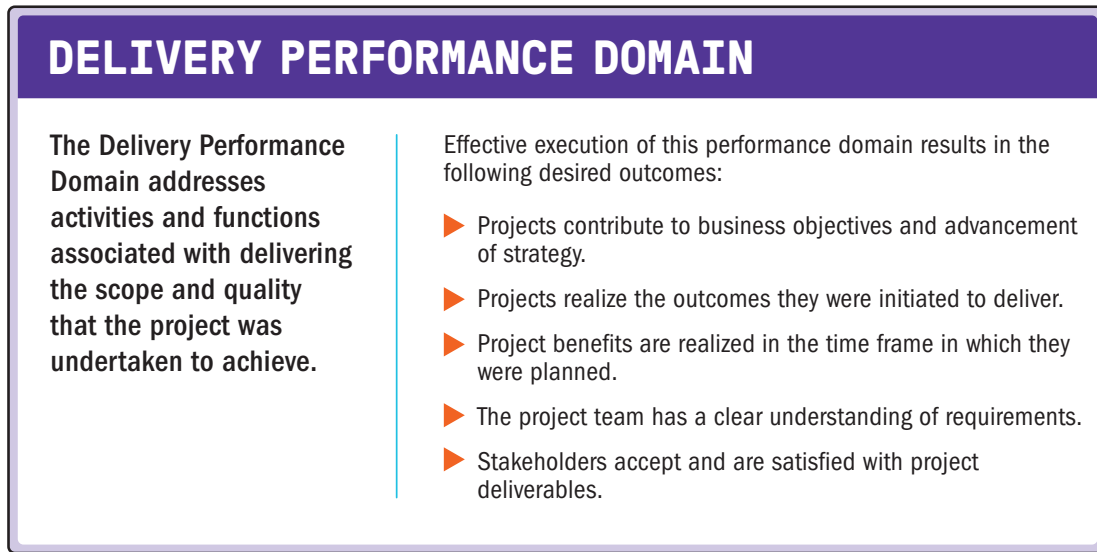 DELIVERY PERFORMANCE DOMAIN
The Delivery Performance
Domain addresses
activities and functions
associated with delivering
the scope and quality
that the project was
undertaken to achieve.
Effective execution of this performance domain results in the
following desired outcomes:
Projects contribute to business objectives and advancement
of strategy.
Projects realize the outcomes they were initiated to deliver.
Project benefits are realized in the time frame in which they
were planned.
The project team has a clear understanding of requirements.
Stakeholders accept and are satisfied with project
deliverables.